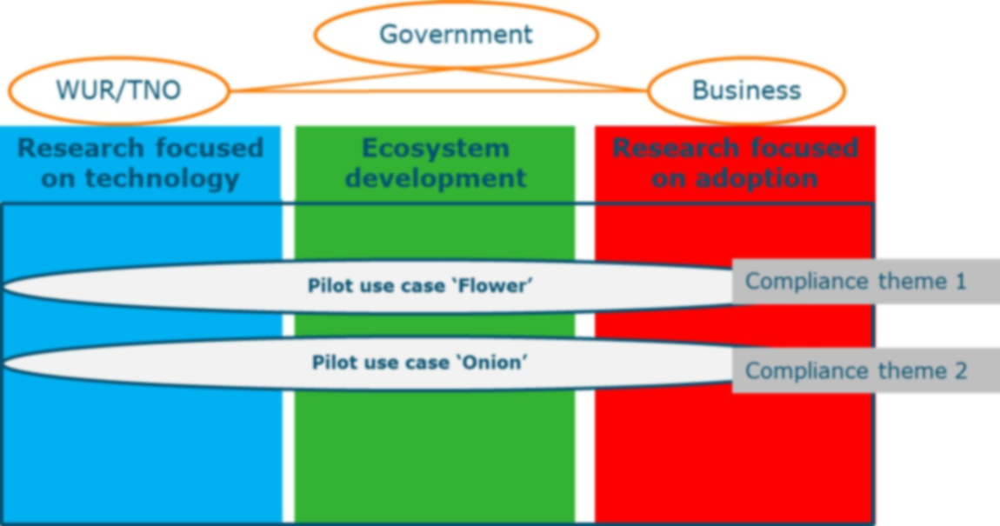 Government
WUR/TNO
Business
Research focused
on technology
Ecosystem
development
Research focused
on adoption
Pilot use case ‘Flower’
Compliance theme 1
Pilot use case ‘Onion’
Compliance theme 2